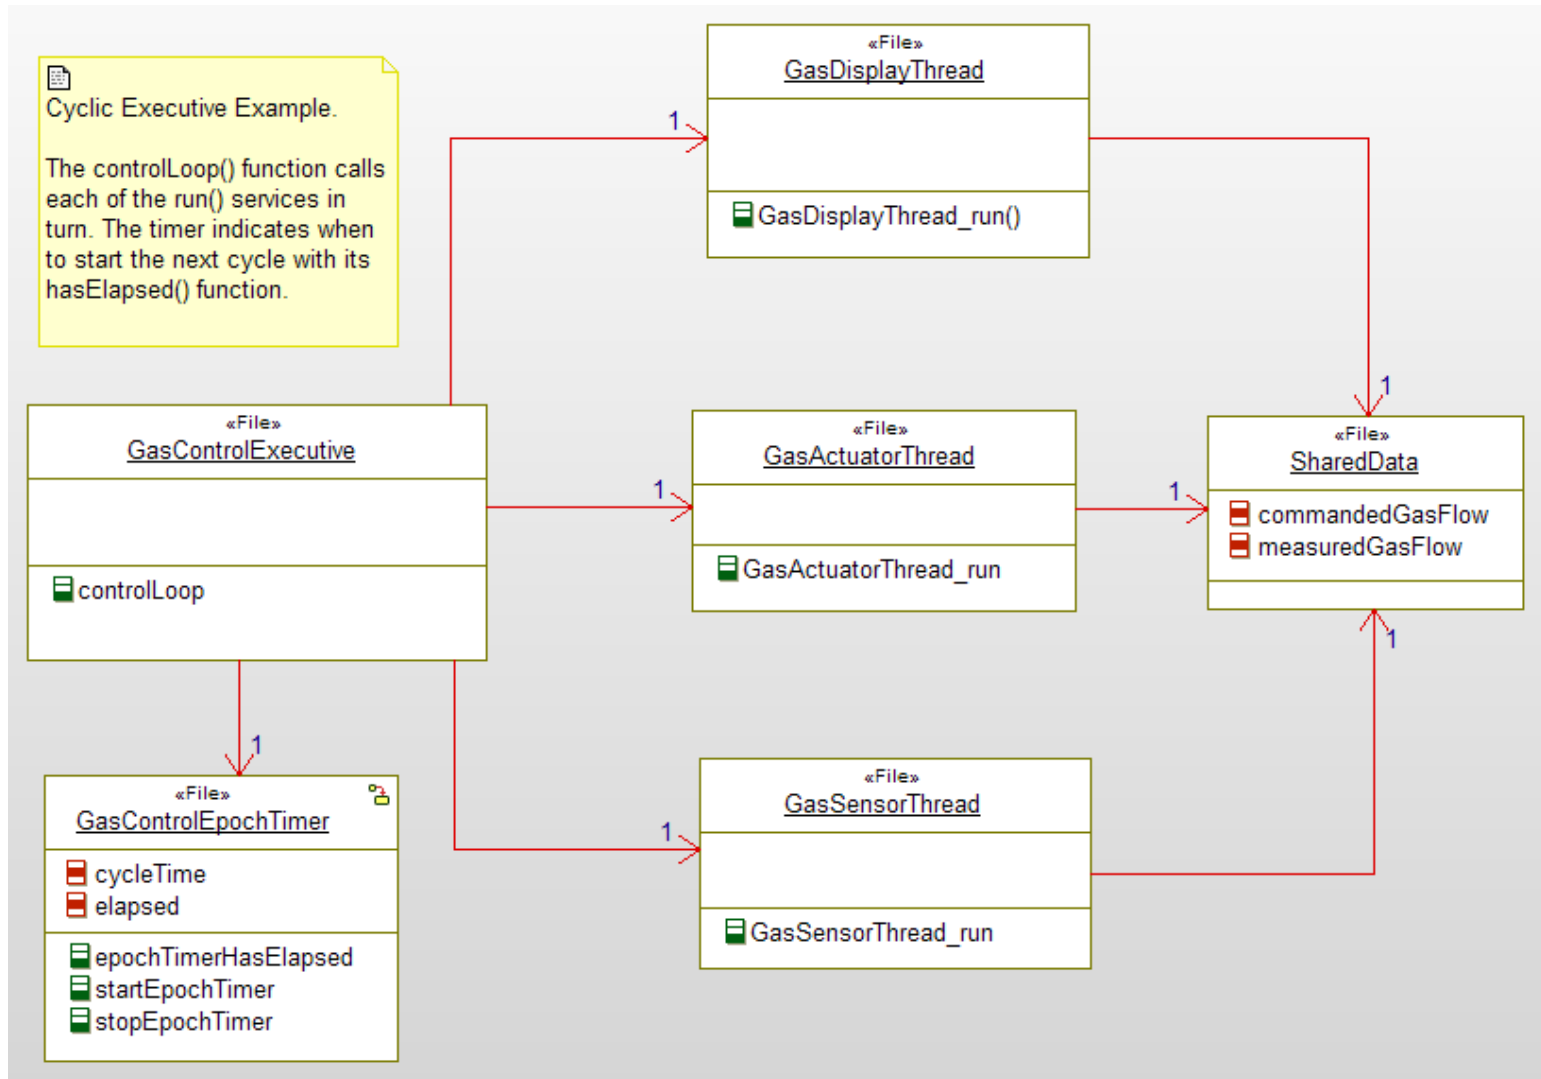 Cyclic Executive Example.
The controlLoop() function calls
each of the run() services in
turn. The timer indicates when
to start the next cycle with its
hasElapsed() function.
«File»
GasDisplayThread
GasDisplayThread_run()
1
1
«File»
GasControlExecutive
controlLoop
1
«File»
GasActuatorThread
GasActuatorThread_run
1
«File»
SharedData
commandedGasFlow
measuredGasFlow
1
1
«File»
GasControlEpochTimer
cycleTime
elapsed
epochTimerHasElapsed
startEpochTimer
stopEpochTimer
1
«File»
GasSensorThread
GasSensorThread_run